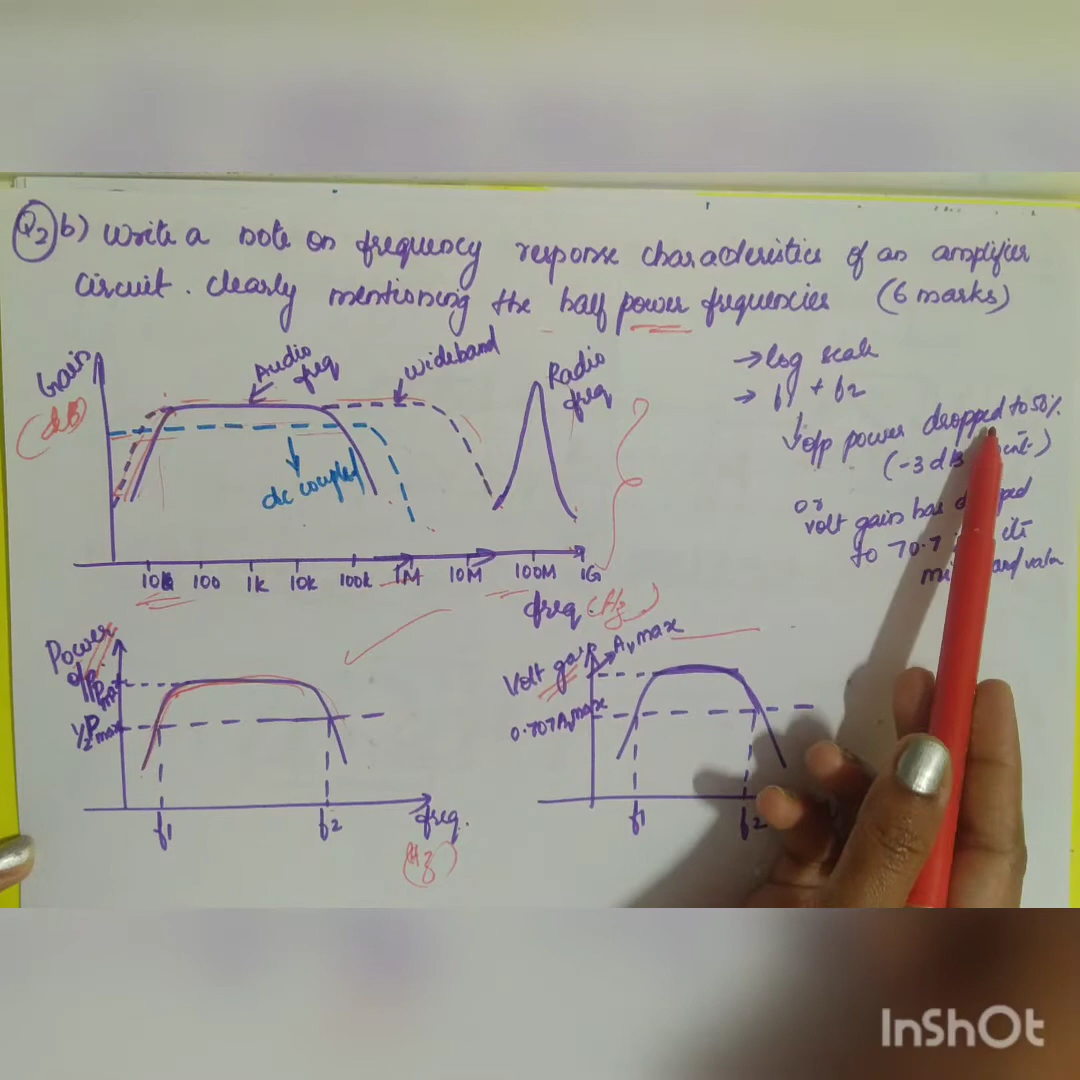 Q2 b) Write a note on frequency response characteristics of an amplifier
circuit. clearly mentioning the half power frequencies (6 marks)
Gain
(dB)
Audio
freq
wideband
Radio
freq
dc coupled
100 1k 10k 100k 1M 10M 100M 1G
freq (Hz)
→ log scale
→ f1 + f2
↳ o/p power dropped to 50%
(-3 dB
or
volt gain has
to 70.7
Power
o/p
Pmax
1/2 Pmax
f1 f2 freq.
(Hz)
Volt gain
Av max
0.707 Av max
f1 f2
InShOt